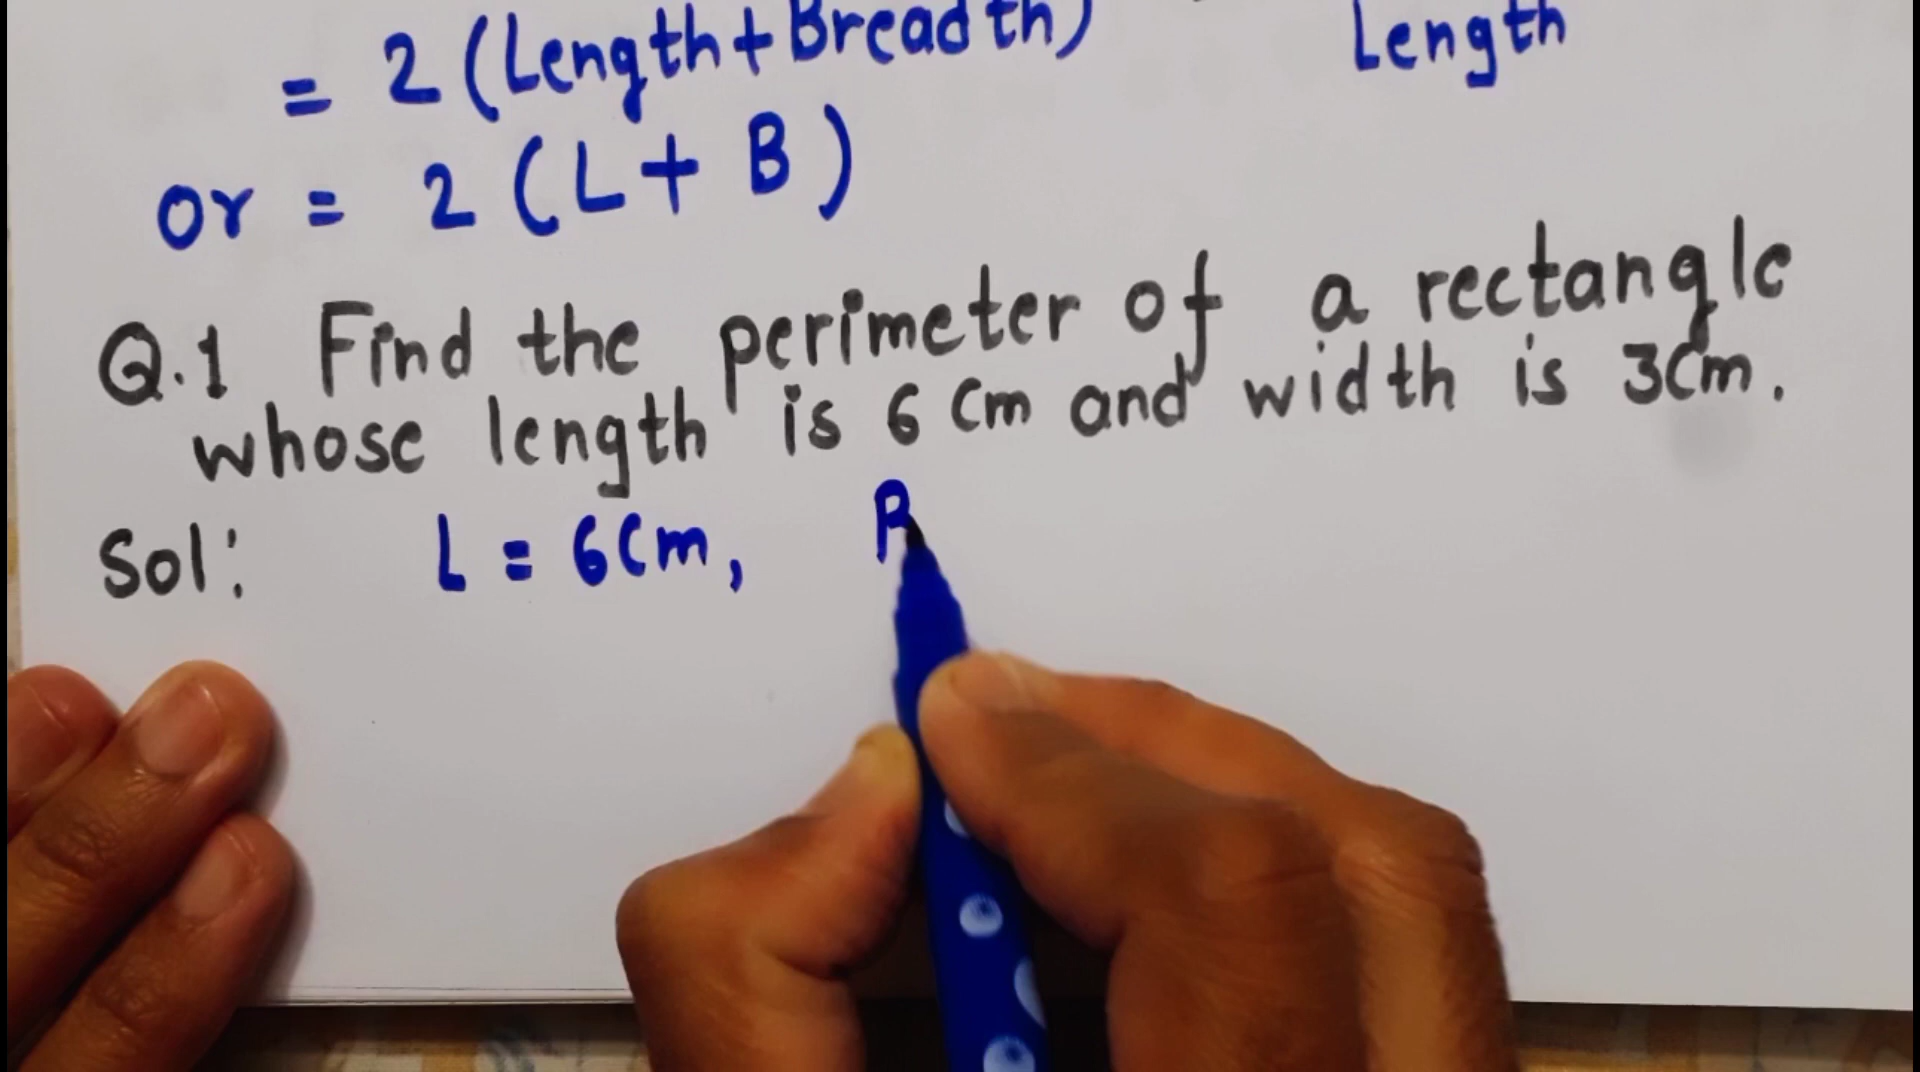 = 2 (Length+Breadth)
Length
or = 2 (L+ B)
Q.1 Find the perimeter of a rectangle
whose length is 6 Cm and width is 3Cm.
Sol: L = 6Cm, B